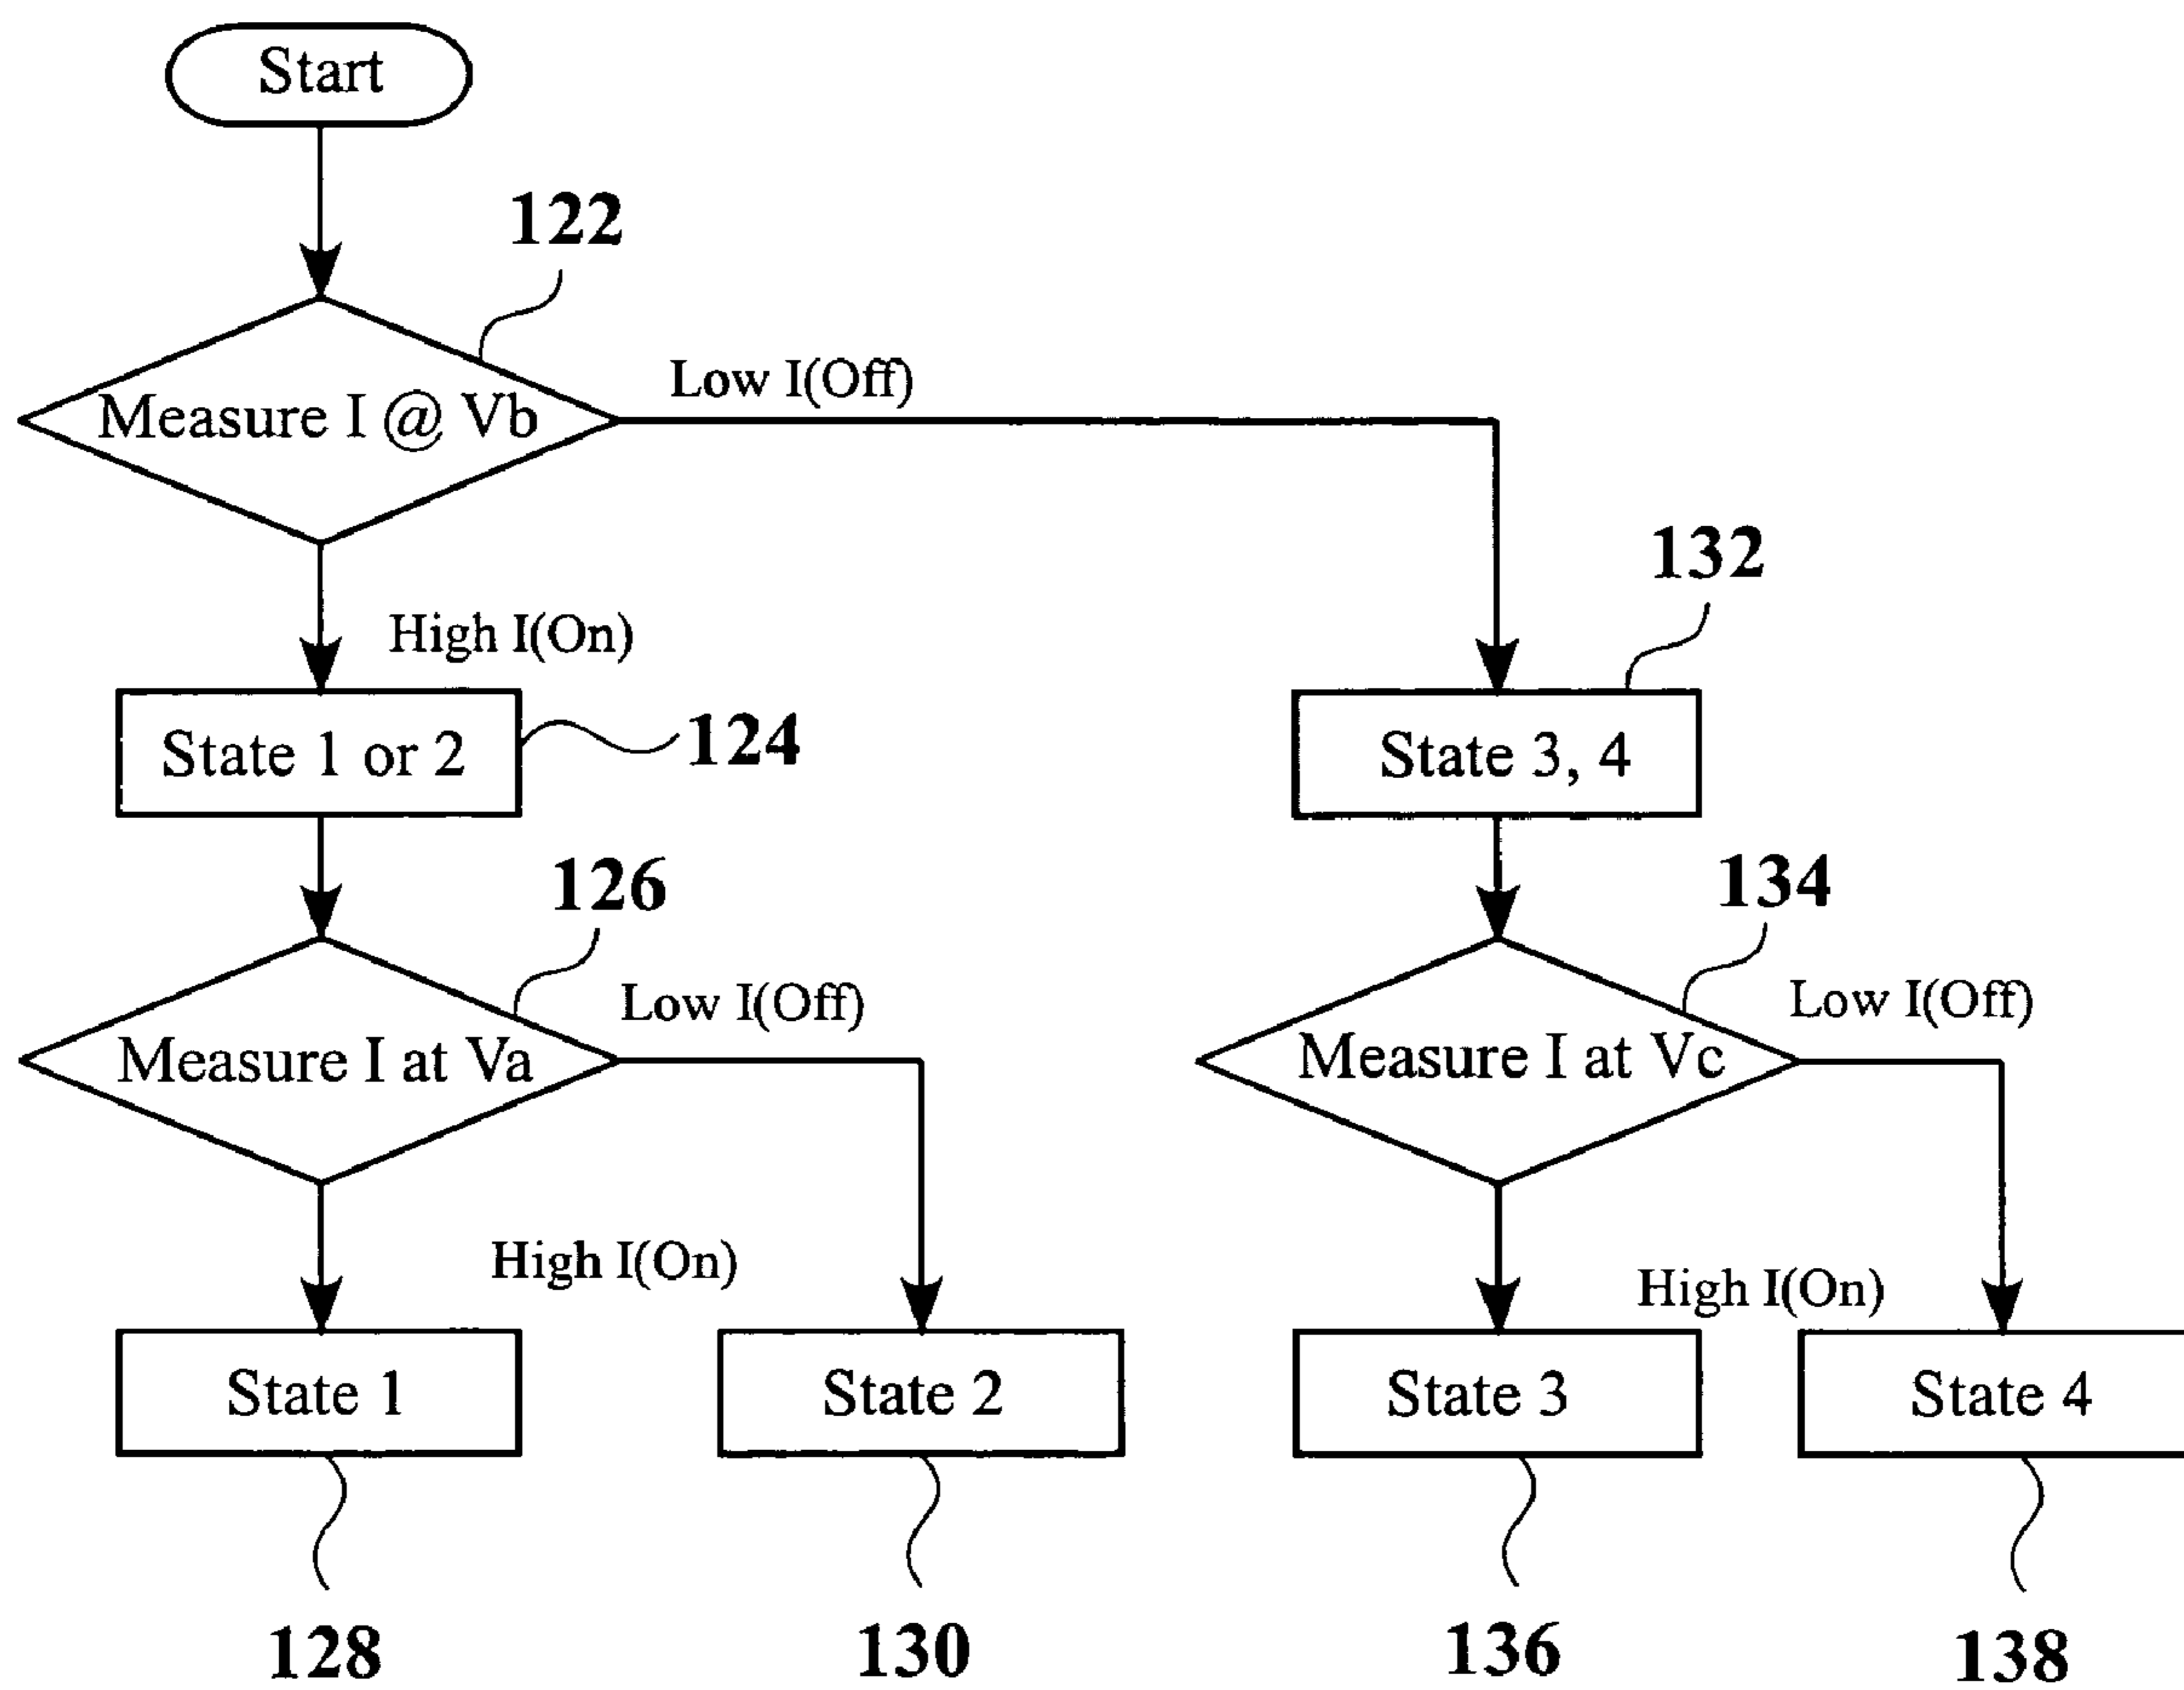 Start
122
Measure I @ Vb
Low I(Off)
132
High I(On)
State 1 or 2
124
State 3, 4
126
134
Low I(Off)
Low I(Off)
Measure I at Va
Measure I at Vc
High I(On)
High I(On)
State 1
State 2
State 3
State 4
128
130
136
138